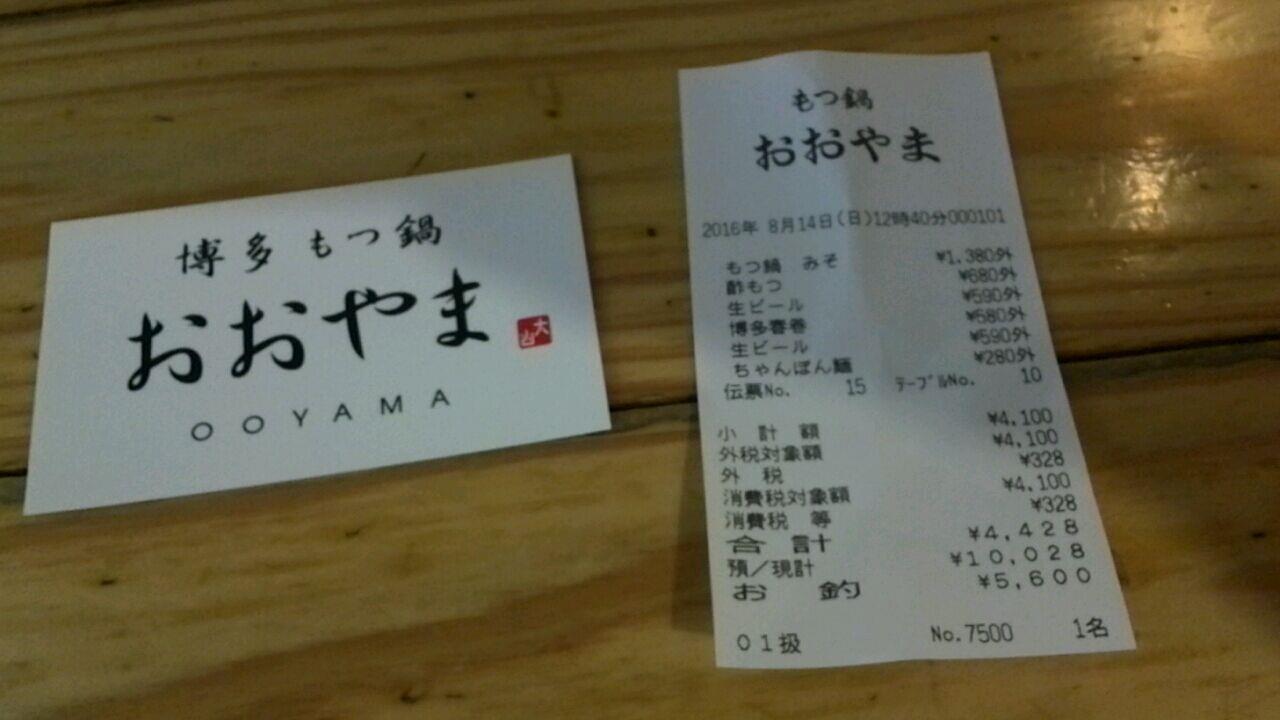 博多 もつ鍋
おおやま
大山
OOYAMA
もつ鍋
おおやま
2016年 8月14日(日)12時40分000101
もつ鍋 みそ ¥1,380外
酢もつ ¥680外
生ビール ¥590外
博多春巻 ¥580外
生ビール ¥590外
ちゃんぽん麺 ¥280外
伝票No. 15 テーブルNo. 10
小計額 ¥4,100
外税対象額 ¥4,100
外税 ¥328
消費税対象額 ¥4,100
消費税 等 ¥328
合計 ¥4,428
預/現計 ¥10,028
お釣 ¥5,600
01扱 No.7500 1名